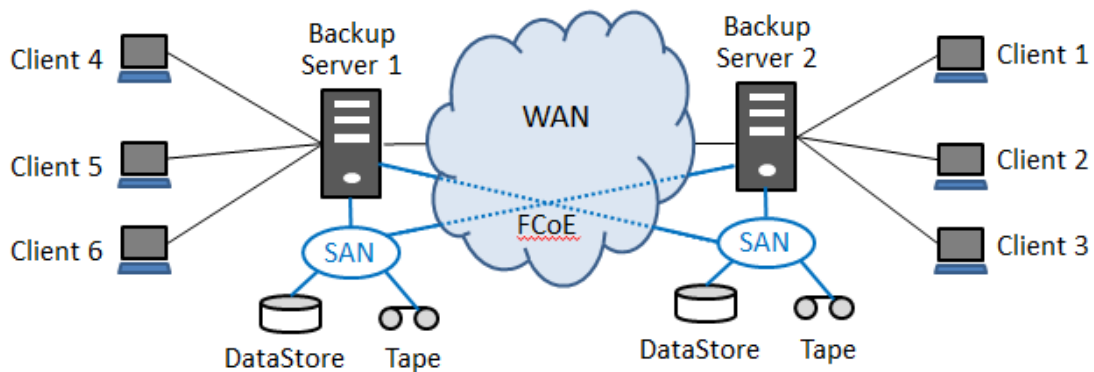 Client 4
Backup
Server 1
Backup
Server 2
Client 1
WAN
Client 5
Client 2
FCoE
Client 6
SAN
SAN
Client 3
DataStore
Tape
DataStore
Tape